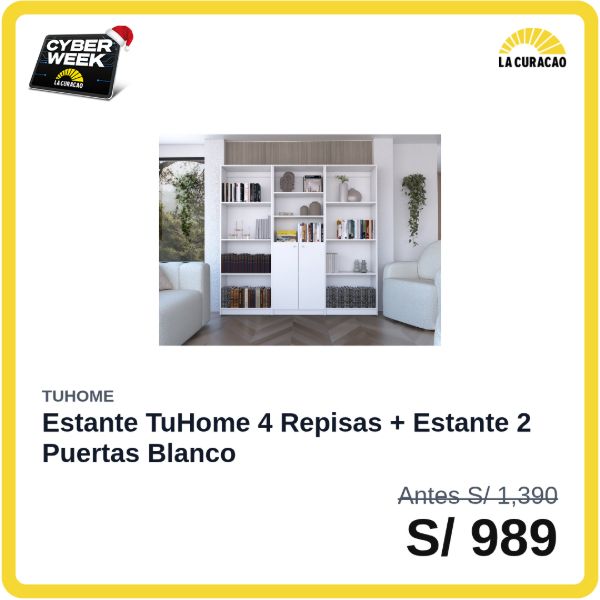 CYBER
WEEK
LA CURACAO
LA CURACAO
TUHOME
Estante TuHome 4 Repisas + Estante 2
Puertas Blanco
Antes S/ 1,390
S/ 989